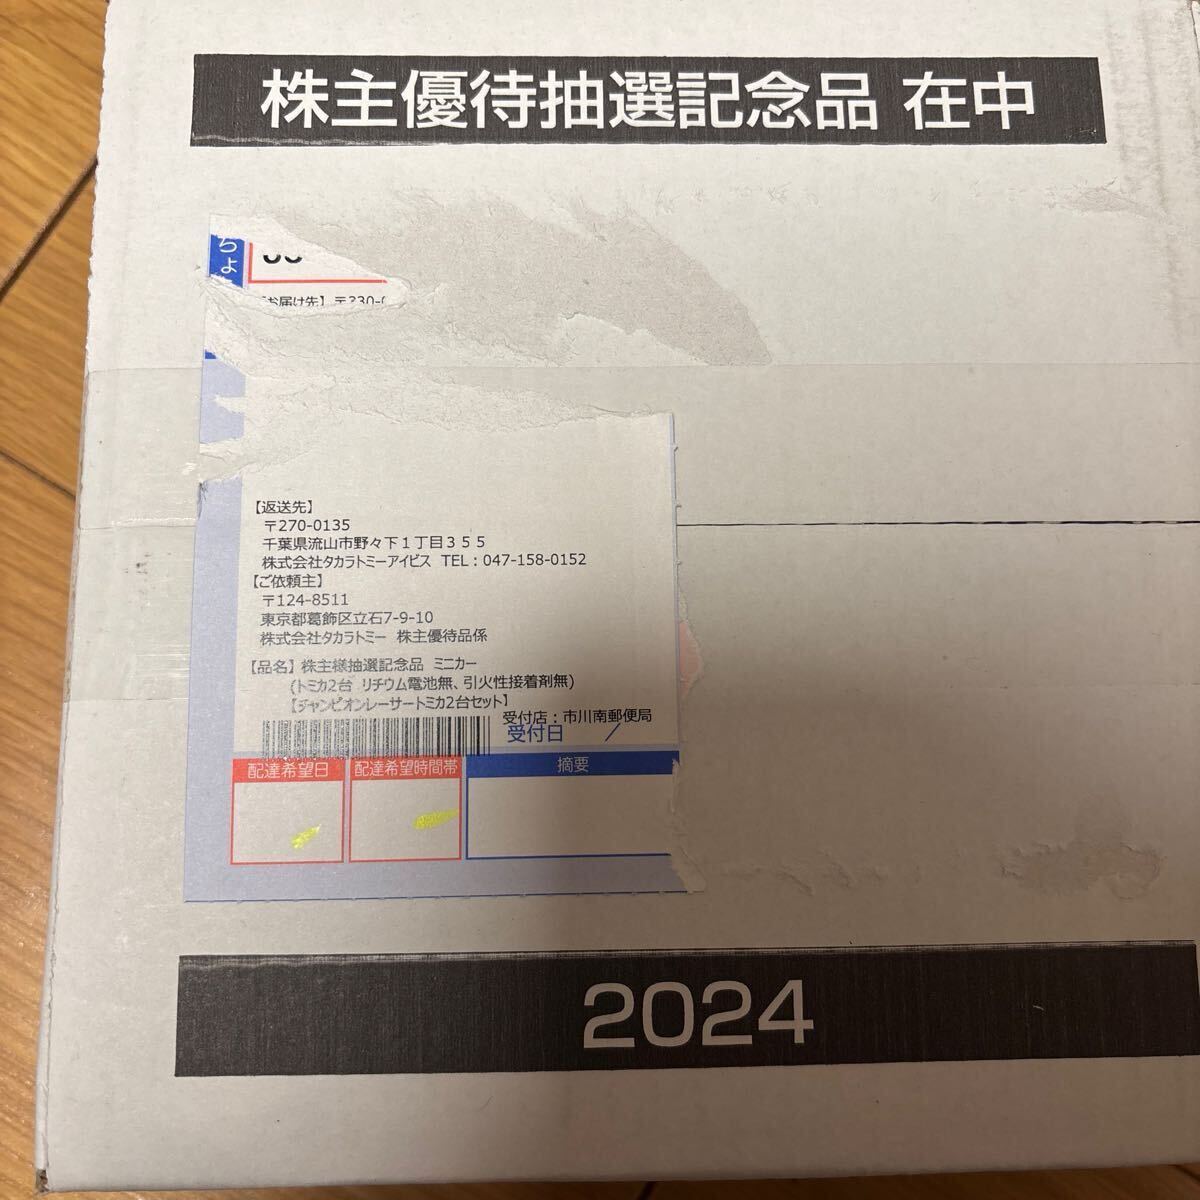 株主優待抽選記念品 在中
ちょ
【お届け先】〒230-0
【返送先】
〒270-0135
千葉県流山市野々下１丁目３５５
株式会社タカラトミーアイビス TEL：047-158-0152
【ご依頼主】
〒124-8511
東京都葛飾区立石7-9-10
株式会社タカラトミー 株主優待品係
【品名】株主様抽選記念品 ミニカー
(トミカ2台 リチウム電池無、引火性接着剤無)
【チャンピオンレーサートミカ2台セット】
受付店：市川南郵便局
受付日 ／
配達希望日 配達希望時間帯 摘要
2024